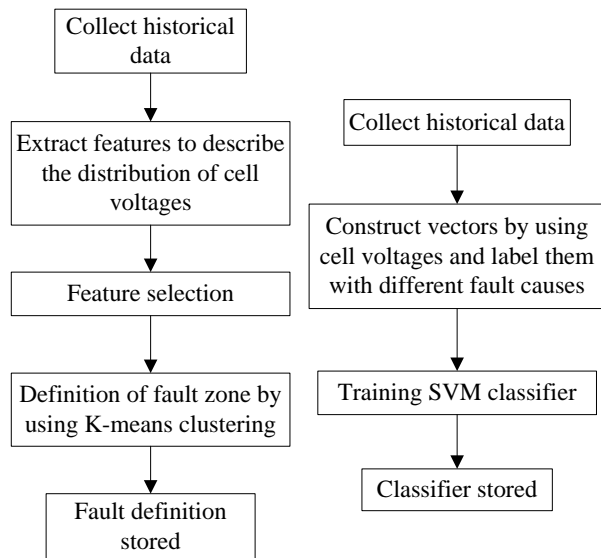 Collect historical
data
Extract features to describe
the distribution of cell
voltages
Feature selection
Definition of fault zone by
using K-means clustering
Fault definition
stored
Collect historical data
Construct vectors by using
cell voltages and label them
with different fault causes
Training SVM classifier
Classifier stored